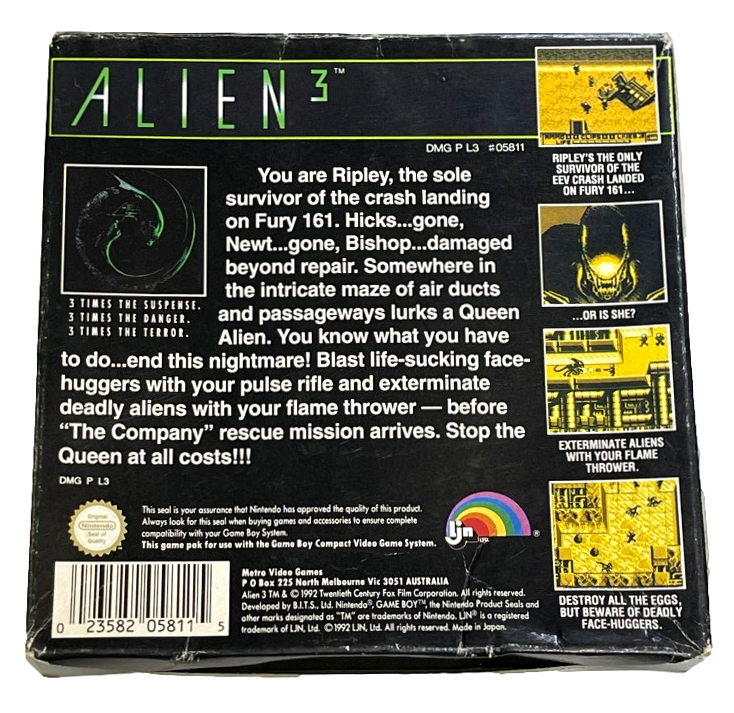 ALIEN 3™
DMG P L3 #05811
You are Ripley, the sole
survivor of the crash landing
on Fury 161. Hicks...gone,
Newt...gone, Bishop...damaged
beyond repair. Somewhere in
the intricate maze of air ducts
and passageways lurks a Queen
Alien. You know what you have
to do...end this nightmare! Blast life-sucking face-
huggers with your pulse rifle and exterminate
deadly aliens with your flame thrower — before
“The Company” rescue mission arrives. Stop the
Queen at all costs!!!
3 TIMES THE SUSPENSE.
3 TIMES THE DANGER.
3 TIMES THE TERROR.
DMG P L3
AMMO CLIPS LIVES
LIFE
RIPLEY'S THE ONLY
SURVIVOR OF THE
EEV CRASH LANDED
ON FURY 161...
...OR IS SHE?
EXTERMINATE ALIENS
WITH YOUR FLAME
THROWER.
DESTROY ALL THE EGGS,
BUT BEWARE OF DEADLY
FACE-HUGGERS.
Original
Nintendo
Seal of
Quality
This seal is your assurance that Nintendo has approved the quality of this product.
Always look for this seal when buying games and accessories to ensure complete
compatibility with your Game Boy System.
This game pak for use with the Game Boy Compact Video Game System.
ljn LTD. ®
0 23582 05811 5
Metro Video Games
P O Box 225 North Melbourne Vic 3051 AUSTRALIA
Alien 3 TM & © 1992 Twentieth Century Fox Film Corporation. All rights reserved.
Developed by B.I.T.S., Ltd. Nintendo®, GAME BOY™, the Nintendo Product Seals and
other marks designated as “TM” are trademarks of Nintendo. LJN® is a registered
trademark of LJN, Ltd. ©1992 LJN, Ltd. All rights reserved. Made in Japan.